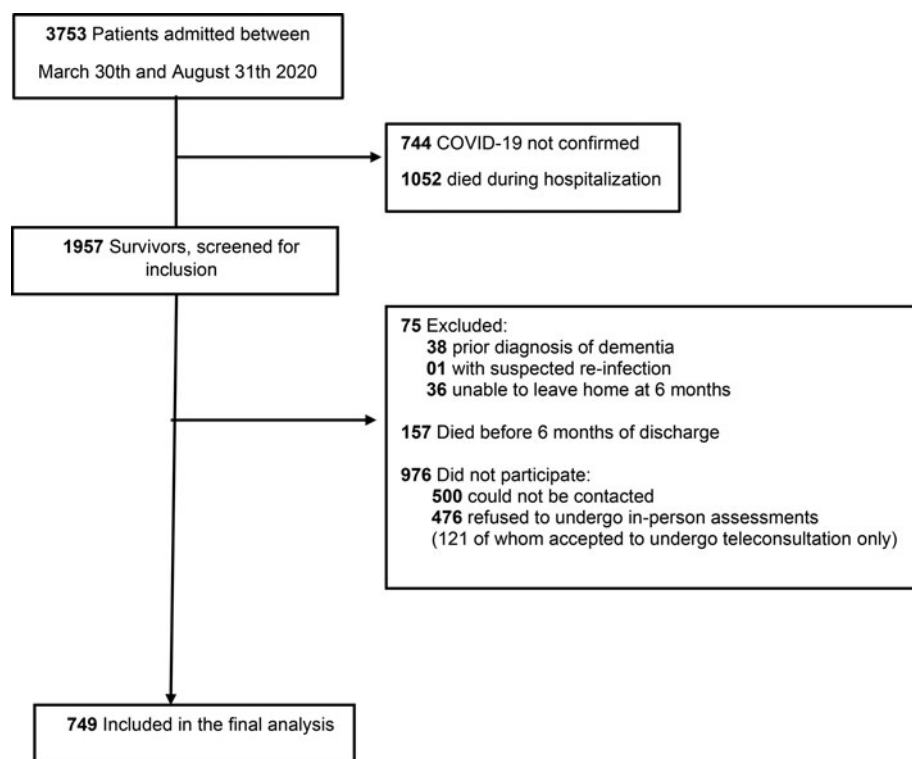 3753 Patients admitted between
March 30th and August 31th 2020
744 COVID-19 not confirmed
1052 died during hospitalization
1957 Survivors, screened for
inclusion
75 Excluded:
38 prior diagnosis of dementia
01 with suspected re-infection
36 unable to leave home at 6 months
157 Died before 6 months of discharge
976 Did not participate:
500 could not be contacted
476 refused to undergo in-person assessments
(121 of whom accepted to undergo teleconsultation only)
749 Included in the final analysis